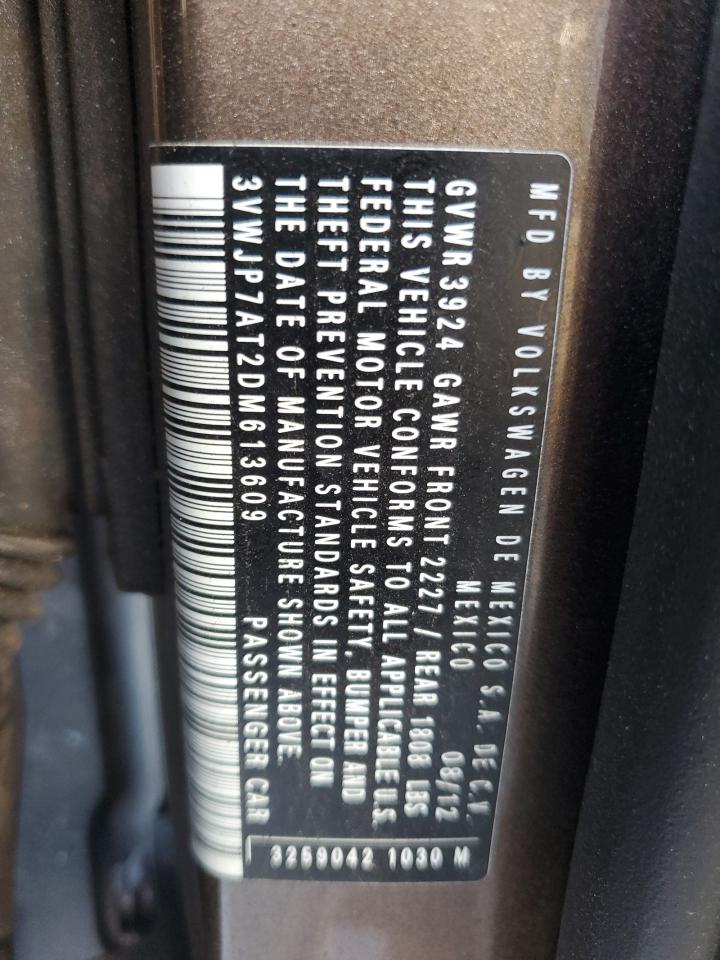 MFD BY VOLKSWAGEN DE MEXICO S.A. DE C.V.
MEXICO 08/12
GVWR 3924 GAWR FRONT 2227 / REAR 1808 LBS
THIS VEHICLE CONFORMS TO ALL APPLICABLE U.S.
FEDERAL MOTOR VEHICLE SAFETY, BUMPER AND
THEFT PREVENTION STANDARDS IN EFFECT ON
THE DATE OF MANUFACTURE SHOWN ABOVE.
3VWJP7AT2DM613609 PASSENGER CAR
3259042 1030 M